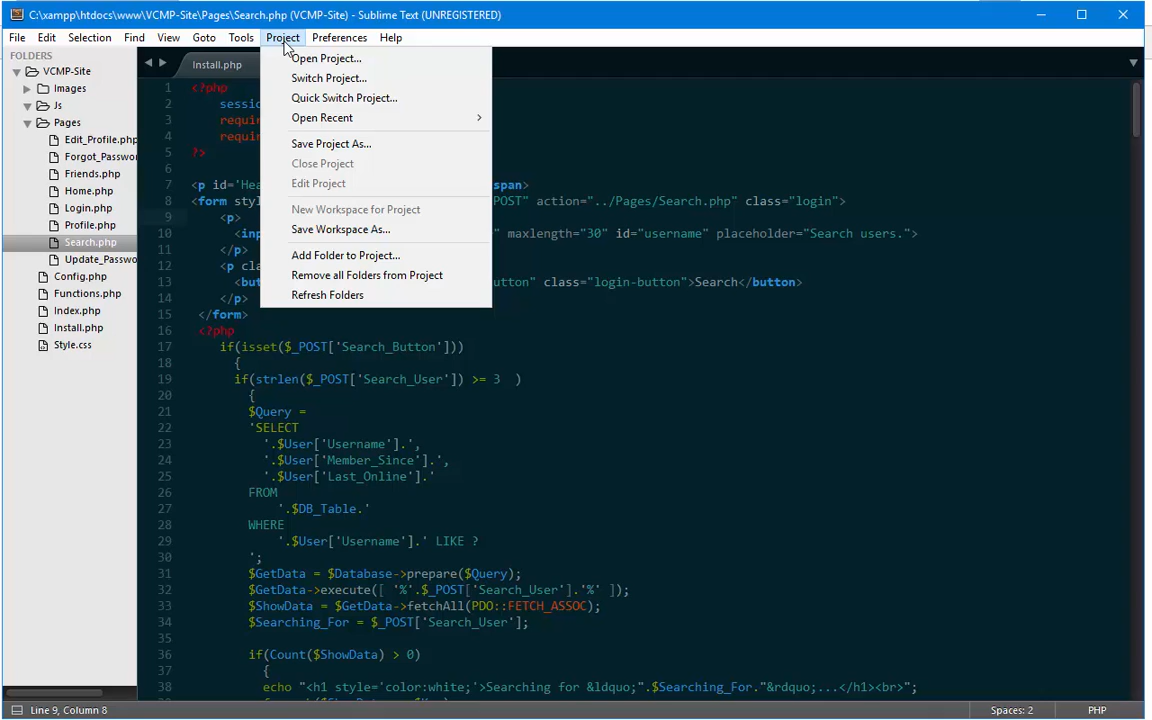 C:\xampp\htdocs\www\VCMP-Site\Pages\Search.php (VCMP-Site) - Sublime Text (UNREGISTERED)
File Edit Selection Find View Goto Tools Project Preferences Help
FOLDERS
VCMP-Site
Images
Js
Pages
Edit_Profile.php
Forgot_Passwo
Friends.php
Home.php
Login.php
Profile.php
Search.php
Update_Passwo
Config.php
Functions.php
Index.php
Install.php
Style.css
Install.php
Open Project...
Switch Project...
Quick Switch Project...
Open Recent
Save Project As...
Close Project
Edit Project
New Workspace for Project
Save Workspace As...
Add Folder to Project...
Remove all Folders from Project
Refresh Folders
1 <?php
2 sessi
3 requi
4 requi
5 ?>
6
7 <p id='Hea span>
8 <form styl POST" action="../Pages/Search.php" class="login">
9 <p>
10 <inp maxlength="30" id="username" placeholder="Search users.">
11 </p>
12 <p cla
13 <but utton" class="login-button">Search</button>
14 </p>
15 </form>
16 <?php
17 if(isset($_POST['Search_Button']))
18 {
19 if(strlen($_POST['Search_User']) >= 3 )
20 {
21 $Query =
22 'SELECT
23 '.$User['Username'].',
24 '.$User['Member_Since'].',
25 '.$User['Last_Online'].'
26 FROM
27 '.$DB_Table.'
28 WHERE
29 '.$User['Username'].' LIKE ?
30 ';
31 $GetData = $Database->prepare($Query);
32 $GetData->execute([ '%'.$_POST['Search_User'].'%' ]);
33 $ShowData = $GetData->fetchAll(PDO::FETCH_ASSOC);
34 $Searching_For = $_POST['Search_User'];
35
36 if(Count($ShowData) > 0)
37 {
38 echo "<h1 style='color:white;'>Searching for &ldquo;".$Searching_For."&rdquo;...</h1><br>";
Line 9, Column 8 Spaces: 2 PHP